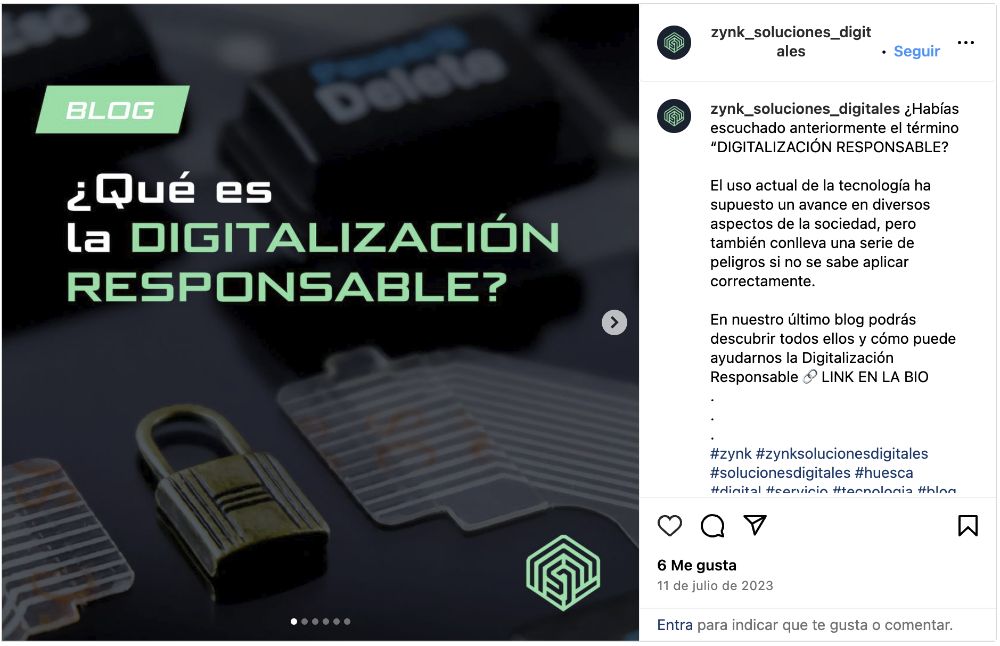 Esc
Delete
BLOG
¿Qué es
la DIGITALIZACIÓN
RESPONSABLE?
zynk_soluciones_digit
ales
• Seguir
zynk_soluciones_digitales ¿Habías
escuchado anteriormente el término
“DIGITALIZACIÓN RESPONSABLE?
El uso actual de la tecnología ha
supuesto un avance en diversos
aspectos de la sociedad, pero
también conlleva una serie de
peligros si no se sabe aplicar
correctamente.
En nuestro último blog podrás
descubrir todos ellos y cómo puede
ayudarnos la Digitalización
Responsable 🔗 LINK EN LA BIO
.
.
.
#zynk #zynksolucionesdigitales
#solucionesdigitales #huesca
#digital #servicio #tecnologia #blog
6 Me gusta
11 de julio de 2023
Entra para indicar que te gusta o comentar.